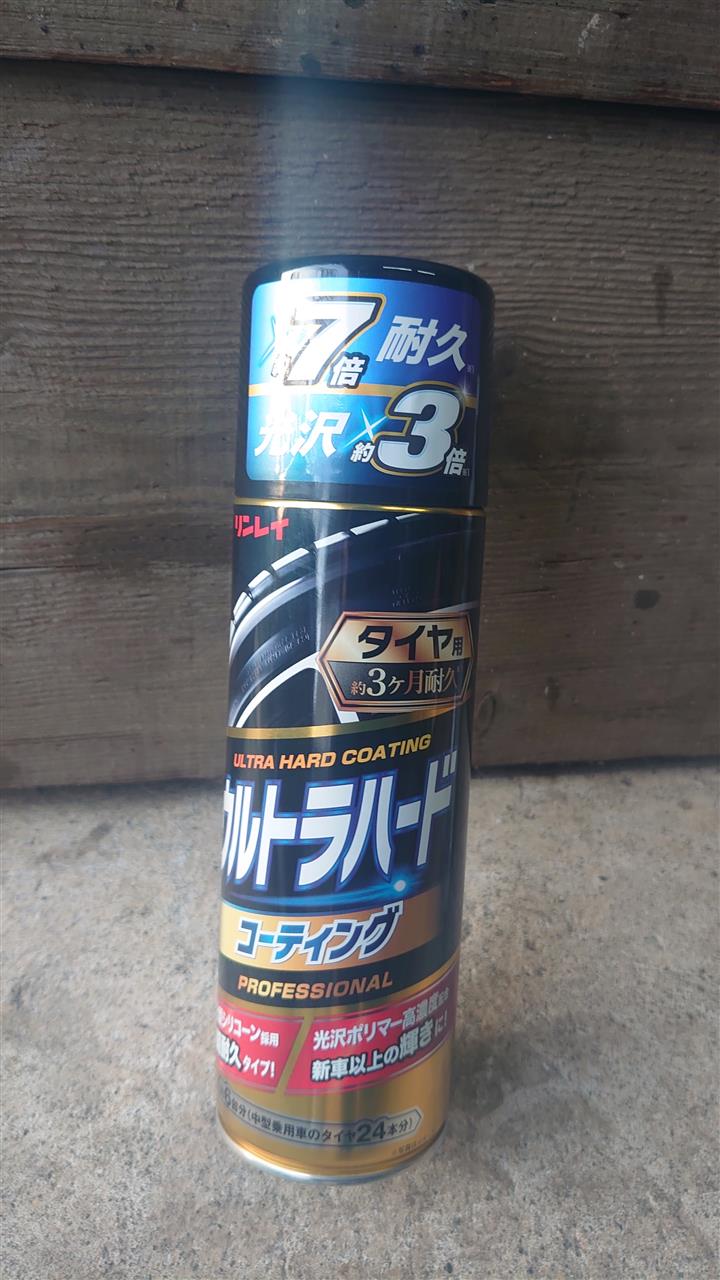 ×約7倍 耐久
光沢×約3倍
リンレイ
タイヤ用
約3ヶ月耐久
ULTRA HARD COATING
ウルトラハード
コーティング
PROFESSIONAL
シリコーン採用
耐久タイプ!
光沢ポリマー高濃度配合
新車以上の輝きに!
6回分(中型乗用車のタイヤ24本分)